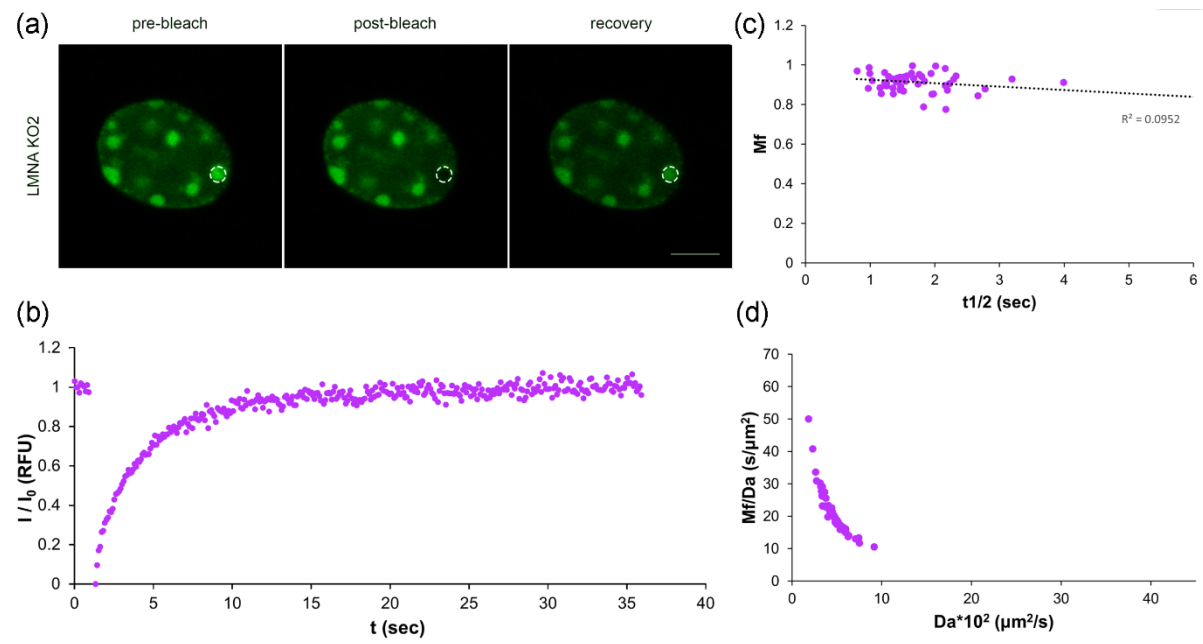 (a)
pre-bleach post-bleach recovery
LMNA KO2
(b)
1.2
1
0.8
0.6
0.4
0.2
0
I / I₀ (RFU)
0 5 10 15 20 25 30 35 40
t (sec)
(c)
1.2
1
0.8
0.6
0.4
0.2
0
Mf
R² = 0.0952
0 1 2 3 4 5 6
t1/2 (sec)
(d)
70
60
50
40
30
20
10
0
Mf/Da (s/µm²)
0 10 20 30 40
Da*10² (µm²/s)